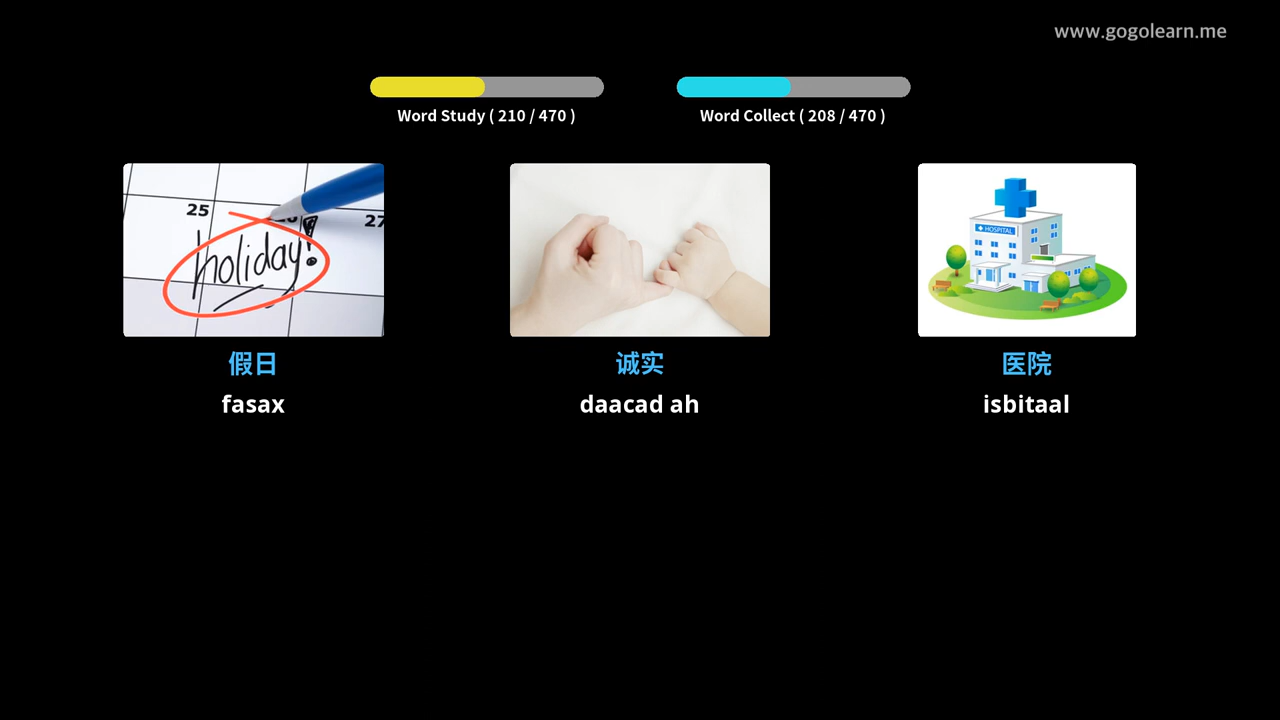 www.gogolearn.me
Word Study ( 210 / 470 )
Word Collect ( 208 / 470 )
25
27
holiday!
HOSPITAL
假日
诚实
医院
fasax
daacad ah
isbitaal